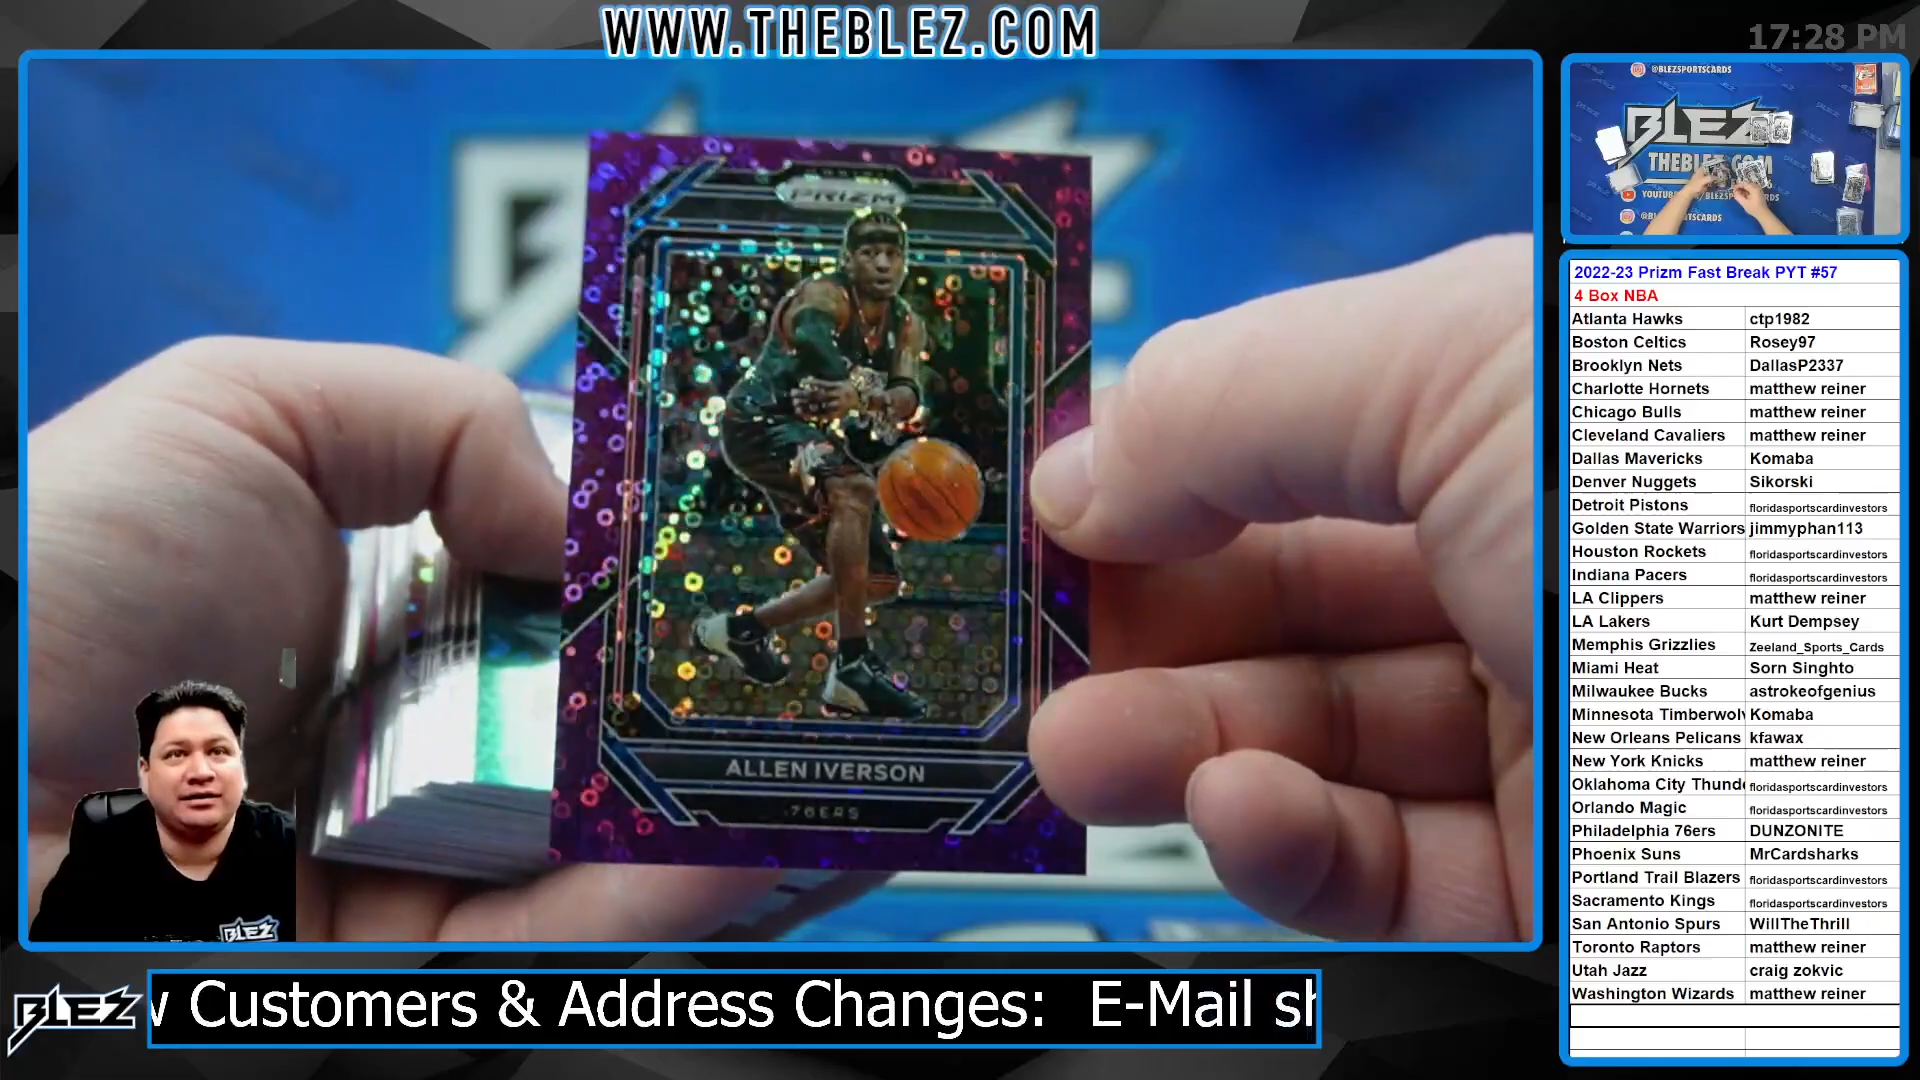 WWW.THEBLEZ.COM
17:28 PM
PRIZM
ALLEN IVERSON
76ERS
BLEZ
@BLEZSPORTSCARDS
BLEZ
THEBLEZ.COM
2022-23 Prizm Fast Break PYT #57
4 Box NBA
Atlanta Hawks ctp1982
Boston Celtics Rosey97
Brooklyn Nets DallasP2337
Charlotte Hornets matthew reiner
Chicago Bulls matthew reiner
Cleveland Cavaliers matthew reiner
Dallas Mavericks Komaba
Denver Nuggets Sikorski
Detroit Pistons floridasportscardinvestors
Golden State Warriors jimmyphan113
Houston Rockets floridasportscardinvestors
Indiana Pacers floridasportscardinvestors
LA Clippers matthew reiner
LA Lakers Kurt Dempsey
Memphis Grizzlies Zeeland_Sports_Cards
Miami Heat Sorn Singhto
Milwaukee Bucks astrokeofgenius
Minnesota Timberwolv Komaba
New Orleans Pelicans kfawax
New York Knicks matthew reiner
Oklahoma City Thunde floridasportscardinvestors
Orlando Magic floridasportscardinvestors
Philadelphia 76ers DUNZONITE
Phoenix Suns MrCardsharks
Portland Trail Blazers floridasportscardinvestors
Sacramento Kings floridasportscardinvestors
San Antonio Spurs WillTheThrill
Toronto Raptors matthew reiner
Utah Jazz craig zokvic
Washington Wizards matthew reiner
BLEZ
w Customers & Address Changes: E-Mail sh